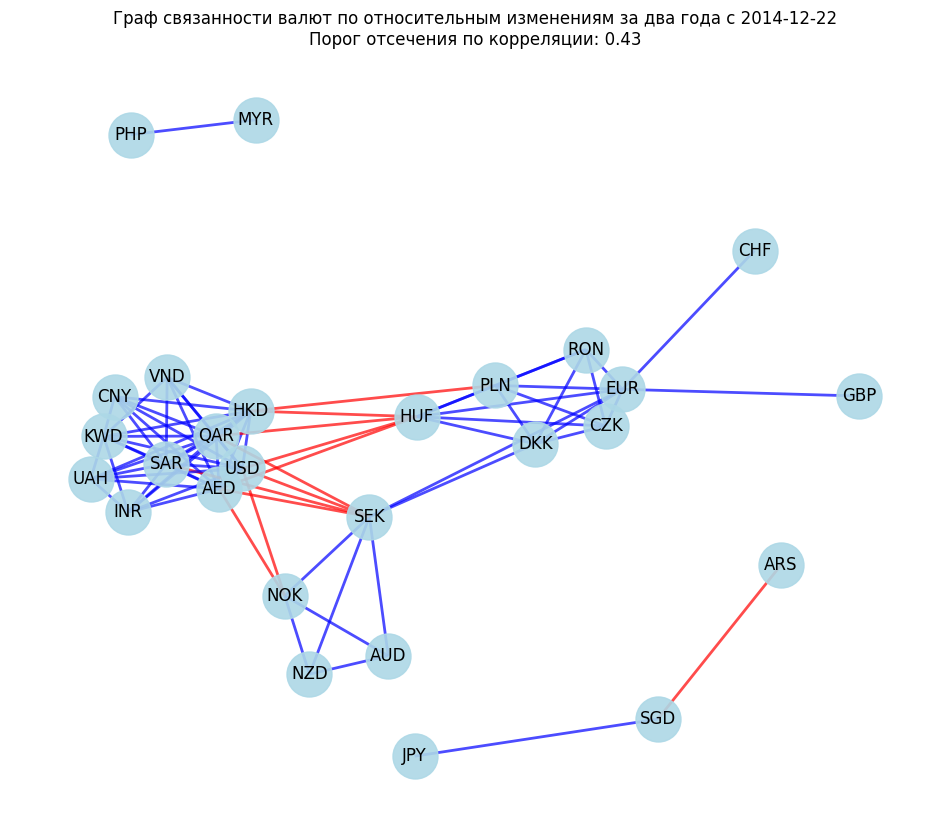 Граф связанности валют по относительным изменениям за два года с 2014-12-22
Порог отсечения по корреляции: 0.43
MYR
PHP
CHF
RON
VND
PLN
EUR
CNY
GBP
HKD
HUF
CZK
QAR
KWD
DKK
SAR
USD
UAH
AED
INR
SEK
ARS
NOK
AUD
NZD
SGD
JPY